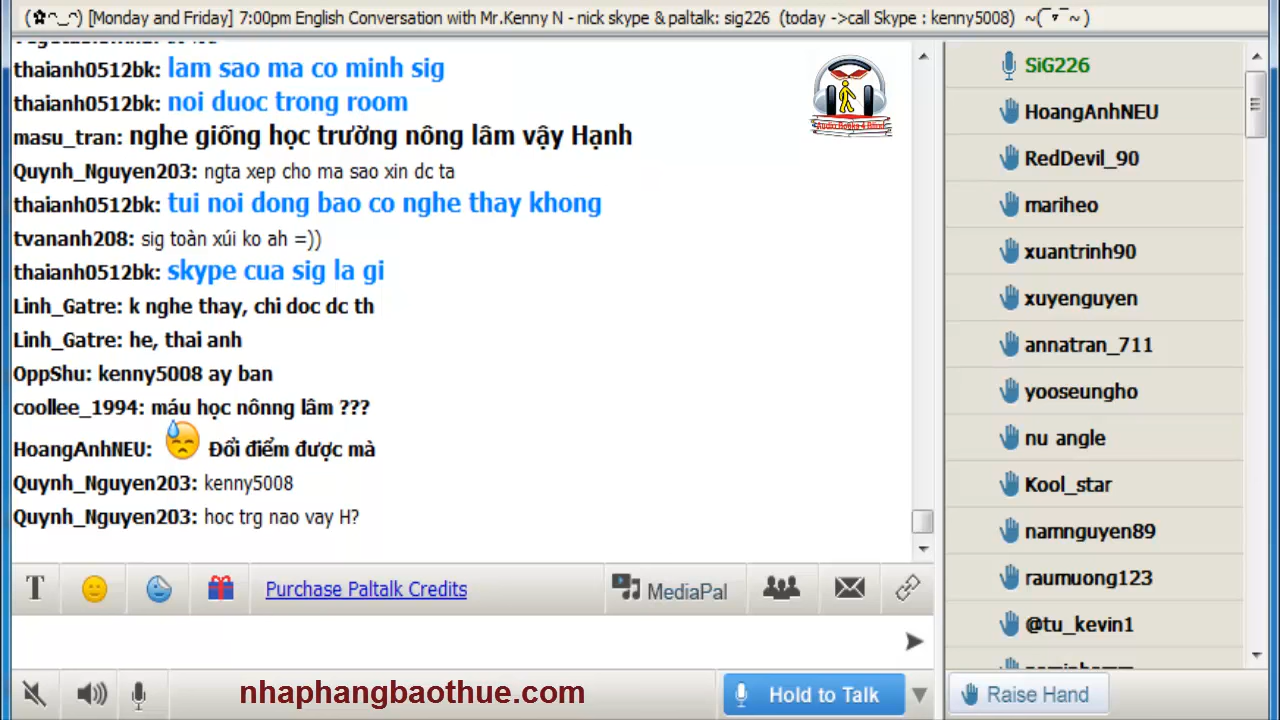 (✿◠‿◠) [Monday and Friday] 7:00pm English Conversation with Mr.Kenny N - nick skype & paltalk: sig226 (today ->call Skype : kenny5008) ~(‾▿‾~)
thaianh0512bk: lam sao ma co minh sig
thaianh0512bk: noi duoc trong room
masu_tran: nghe giống học trường nông lâm vậy Hạnh
Quynh_Nguyen203: ngta xep cho ma sao xin dc ta
thaianh0512bk: tui noi dong bao co nghe thay khong
tvananh208: sig toàn xúi ko ah =))
thaianh0512bk: skype cua sig la gi
Linh_Gatre: k nghe thay, chi doc dc th
Linh_Gatre: he, thai anh
OppShu: kenny5008 ay ban
coollee_1994: máu học nônng lâm ???
HoangAnhNEU: Đổi điểm được mà
Quynh_Nguyen203: kenny5008
Quynh_Nguyen203: hoc trg nao vay H?
SiG226
HoangAnhNEU
RedDevil_90
mariheo
xuantrinh90
xuyenguyen
annatran_711
yooseungho
nu angle
Kool_star
namnguyen89
raumuong123
@tu_kevin1
T
Purchase Paltalk Credits
MediaPal
nhaphangbaothue.com
Hold to Talk
Raise Hand